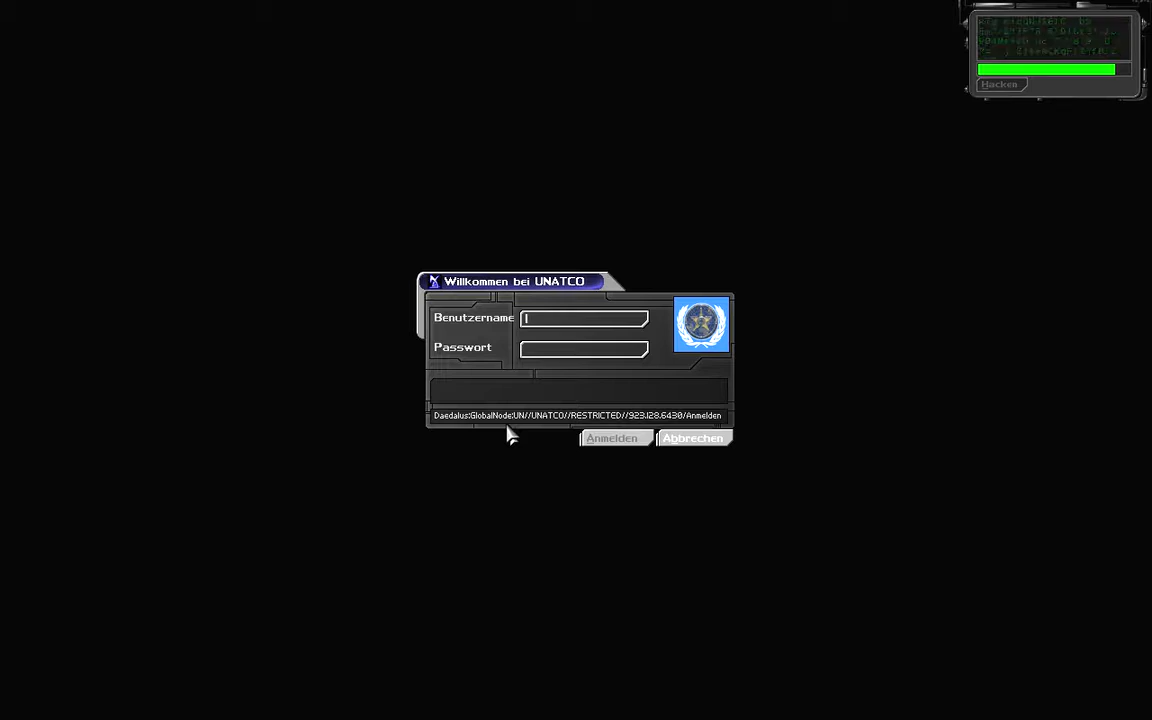 Hacken
Willkommen bei UNATCO
Benutzername
Passwort
Daedalus:GlobalNode:UN//UNATCO//RESTRICTED//923.128.6430/Anmelden
Anmelden
Abbrechen